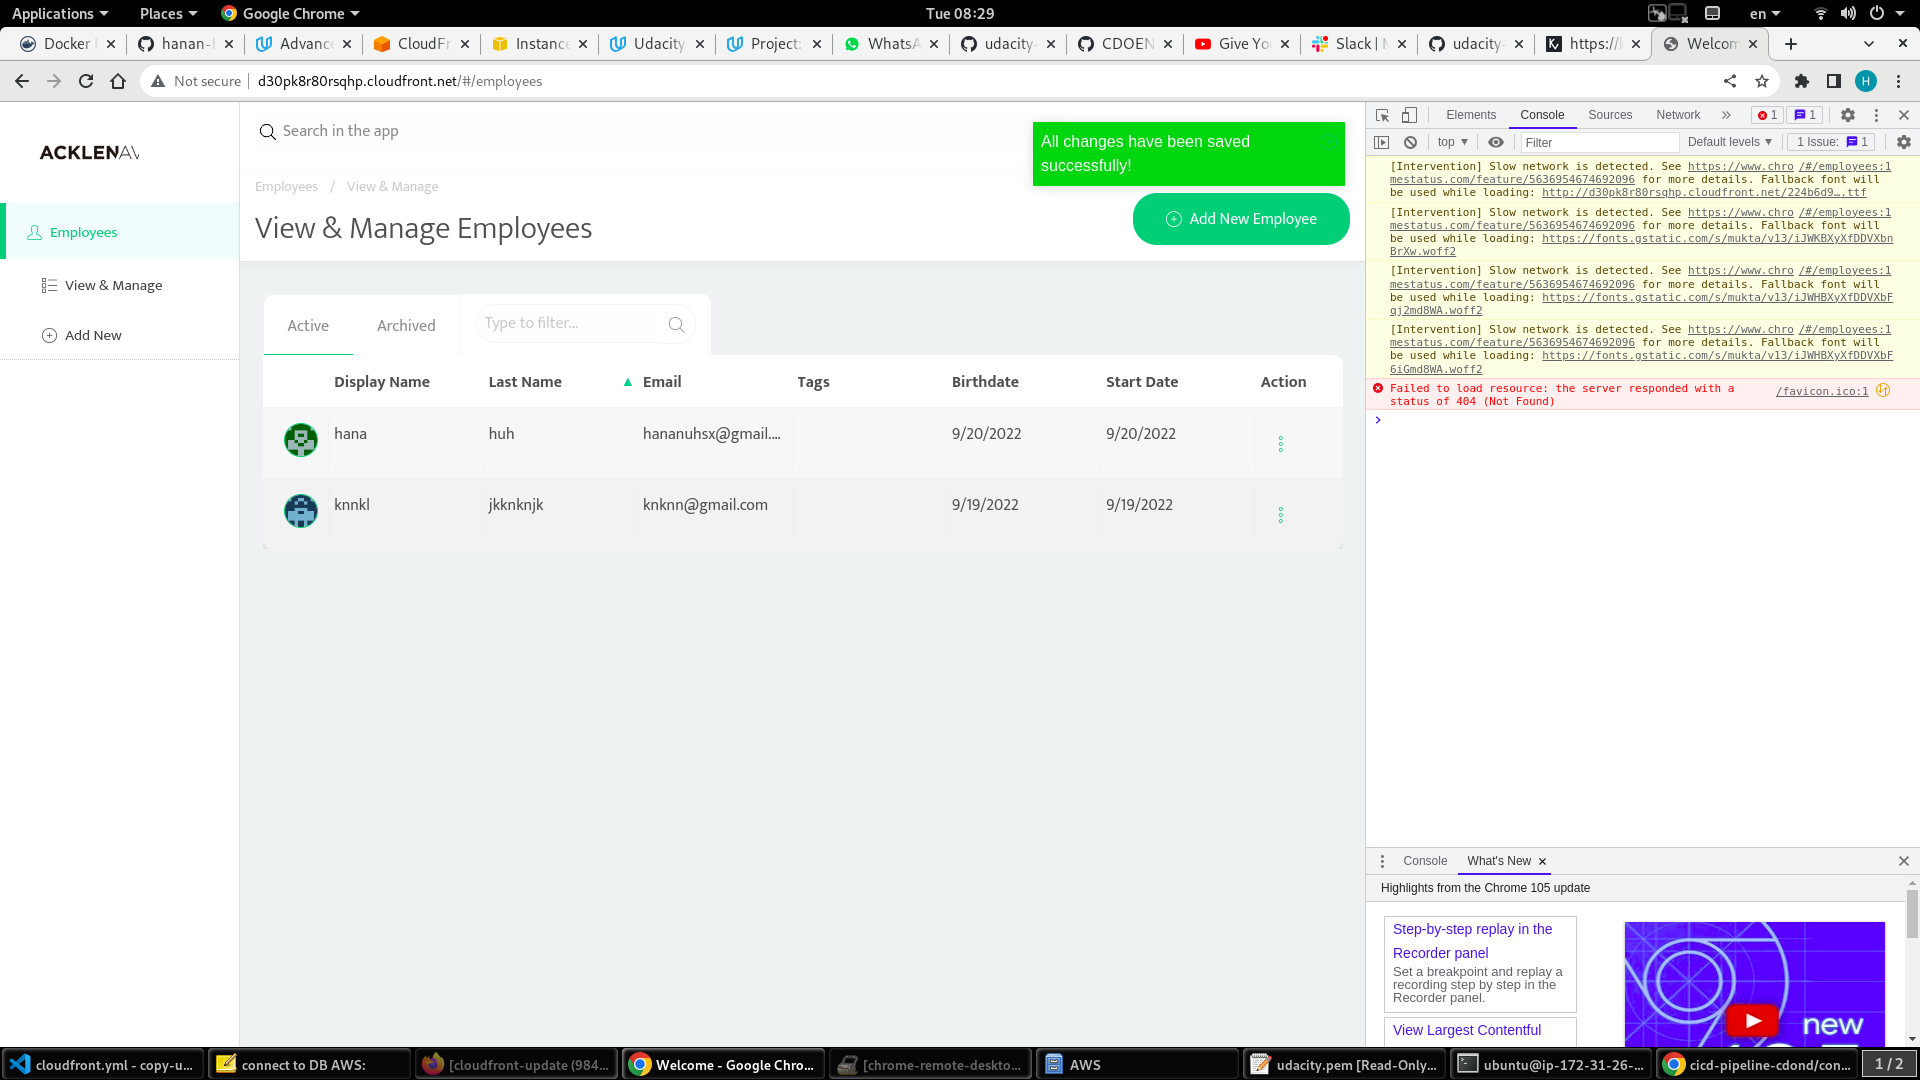 Applications Places Google Chrome Tue 08:29 en
Docker hanan- Advanc CloudFr Instance Udacity Project: WhatsA udacity- CDOEN Give Yo Slack | udacity- https:// Welcom
Not secure d30pk8r80rsqhp.cloudfront.net/#/employees H
ACKLENAV
Employees
View & Manage
Add New
Search in the app
All changes have been saved
successfully!
Employees / View & Manage
View & Manage Employees
Add New Employee
Active Archived Type to filter...
Display Name Last Name Email Tags Birthdate Start Date Action
hana huh hananuhsx@gmail.... 9/20/2022 9/20/2022
knnkl jkknknjk knknn@gmail.com 9/19/2022 9/19/2022
Elements Console Sources Network 1 1
top Filter Default levels 1 Issue: 1
[Intervention] Slow network is detected. See https://www.chro /#/employees:1
mestatus.com/feature/5636954674692096 for more details. Fallback font will
be used while loading: http://d30pk8r80rsqhp.cloudfront.net/224b6d9….ttf
[Intervention] Slow network is detected. See https://www.chro /#/employees:1
mestatus.com/feature/5636954674692096 for more details. Fallback font will
be used while loading: https://fonts.gstatic.com/s/mukta/v13/iJWKBXyXfDDVXbn
BrXw.woff2
[Intervention] Slow network is detected. See https://www.chro /#/employees:1
mestatus.com/feature/5636954674692096 for more details. Fallback font will
be used while loading: https://fonts.gstatic.com/s/mukta/v13/iJWHBXyXfDDVXbF
qj2md8WA.woff2
[Intervention] Slow network is detected. See https://www.chro /#/employees:1
mestatus.com/feature/5636954674692096 for more details. Fallback font will
be used while loading: https://fonts.gstatic.com/s/mukta/v13/iJWHBXyXfDDVXbF
6iGmd8WA.woff2
Failed to load resource: the server responded with a /favicon.ico:1
status of 404 (Not Found)
Console What's New
Highlights from the Chrome 105 update
Step-by-step replay in the
Recorder panel
Set a breakpoint and replay a
recording step by step in the
Recorder panel.
View Largest Contentful
new
cloudfront.yml - copy-u... connect to DB AWS: [cloudfront-update (984... Welcome - Google Chro... [chrome-remote-deskto... AWS udacity.pem [Read-Only... ubuntu@ip-172-31-26-... cicd-pipeline-cdond/con... 1 / 2